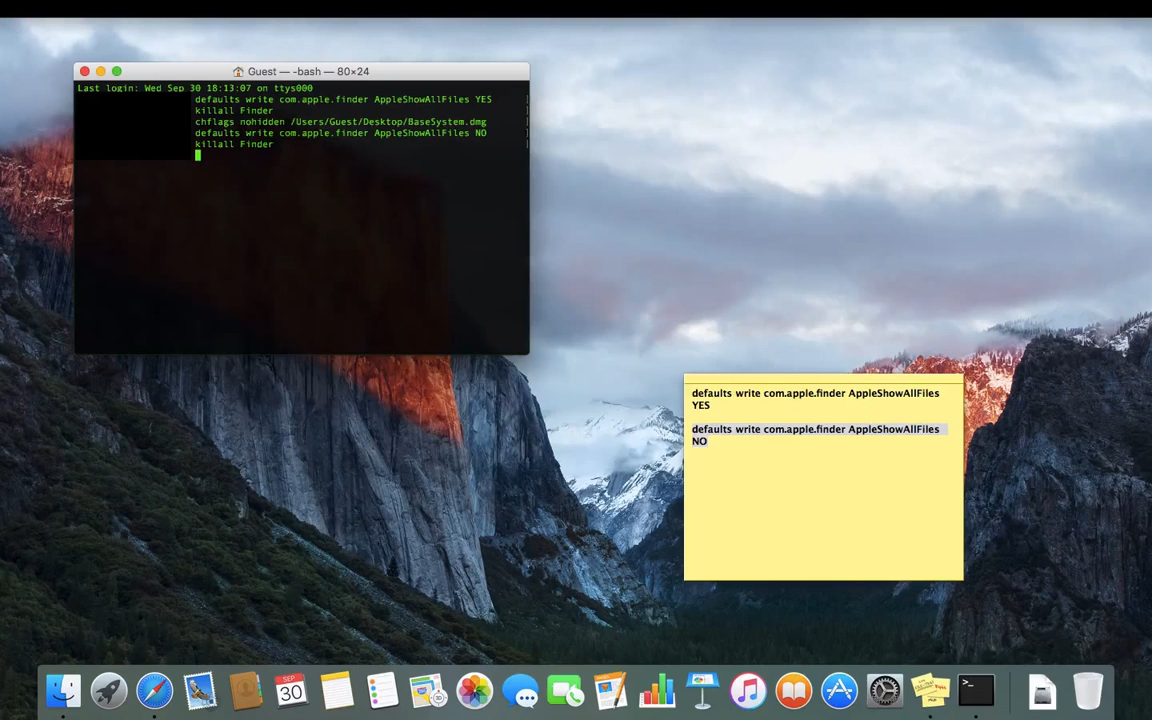 Guest — -bash — 80×24
Last login: Wed Sep 30 18:13:07 on ttys000
defaults write com.apple.finder AppleShowAllFiles YES
killall Finder
chflags nohidden /Users/Guest/Desktop/BaseSystem.dmg
defaults write com.apple.finder AppleShowAllFiles NO
killall Finder
defaults write com.apple.finder AppleShowAllFiles
YES
defaults write com.apple.finder AppleShowAllFiles
NO
SEP
30
>_